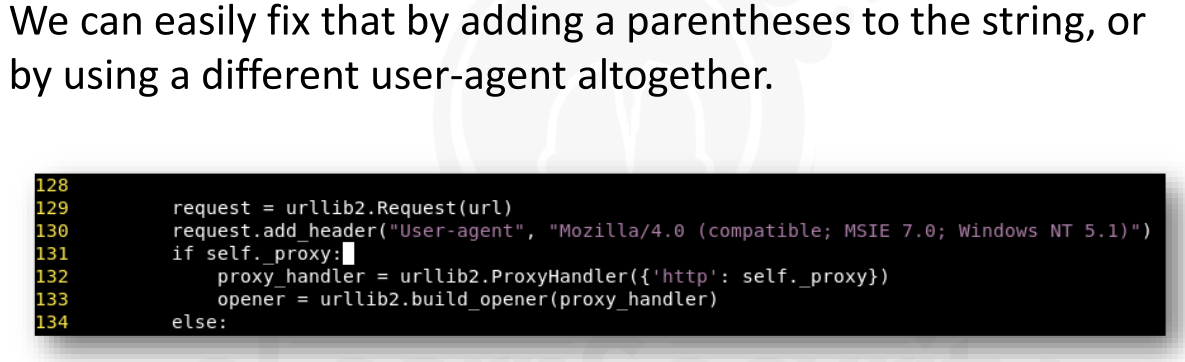 We can easily fix that by adding a parentheses to the string, or
by using a different user-agent altogether.
128
129 request = urllib2.Request(url)
130 request.add_header("User-agent", "Mozilla/4.0 (compatible; MSIE 7.0; Windows NT 5.1)")
131 if self._proxy:
132 proxy_handler = urllib2.ProxyHandler({'http': self._proxy})
133 opener = urllib2.build_opener(proxy_handler)
134 else: